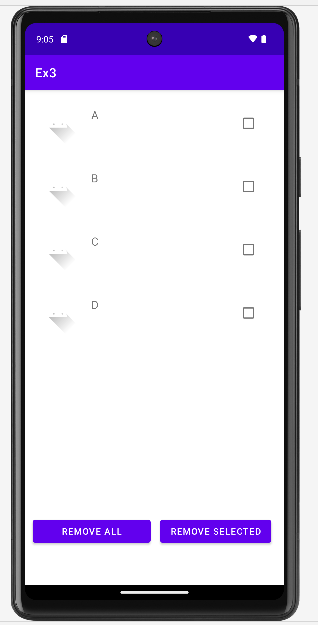 9:05
Ex3
A
B
C
D
REMOVE ALL
REMOVE SELECTED